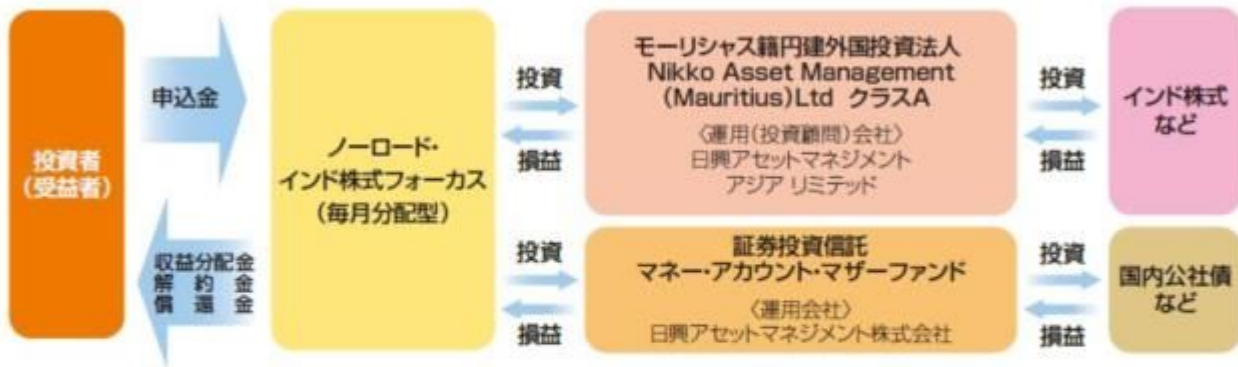 投資者
(受益者)
申込金
収益分配金
解約金
償還金
ノーロード・
インド株式フォーカス
(毎月分配型)
投資
損益
モーリシャス籍円建外国投資法人
Nikko Asset Management
(Mauritius)Ltd クラスA
〈運用(投資顧問)会社〉
日興アセットマネジメント
アジア リミテッド
投資
損益
インド株式
など
投資
損益
証券投資信託
マネー・アカウント・マザーファンド
〈運用会社〉
日興アセットマネジメント株式会社
投資
損益
国内公社債
など